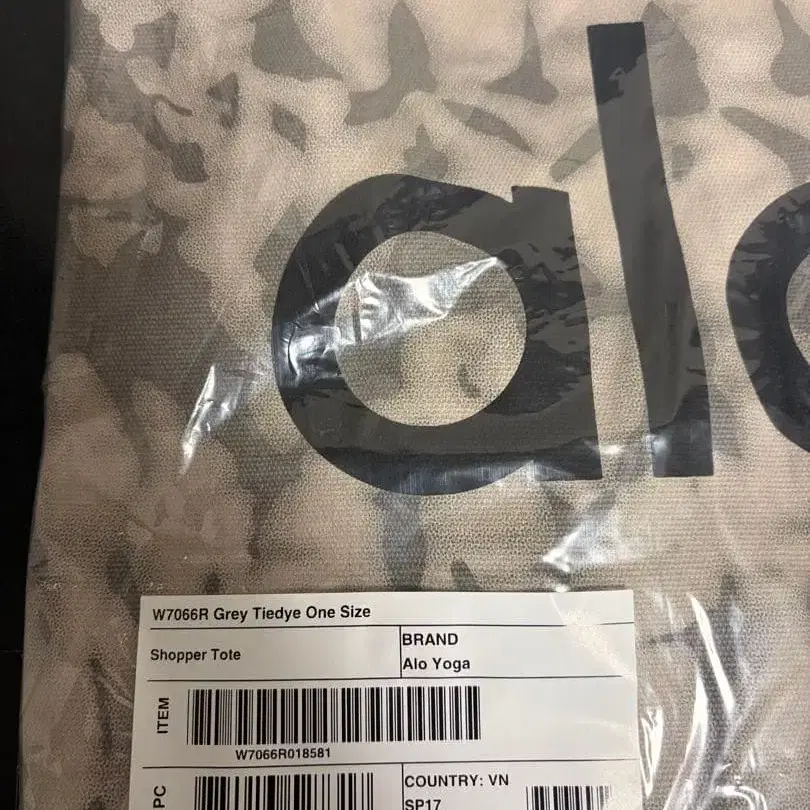 alo
W7066R Grey Tiedye One Size
Shopper Tote
BRAND
Alo Yoga
ITEM
W7066R018581
PC
COUNTRY: VN
SP17